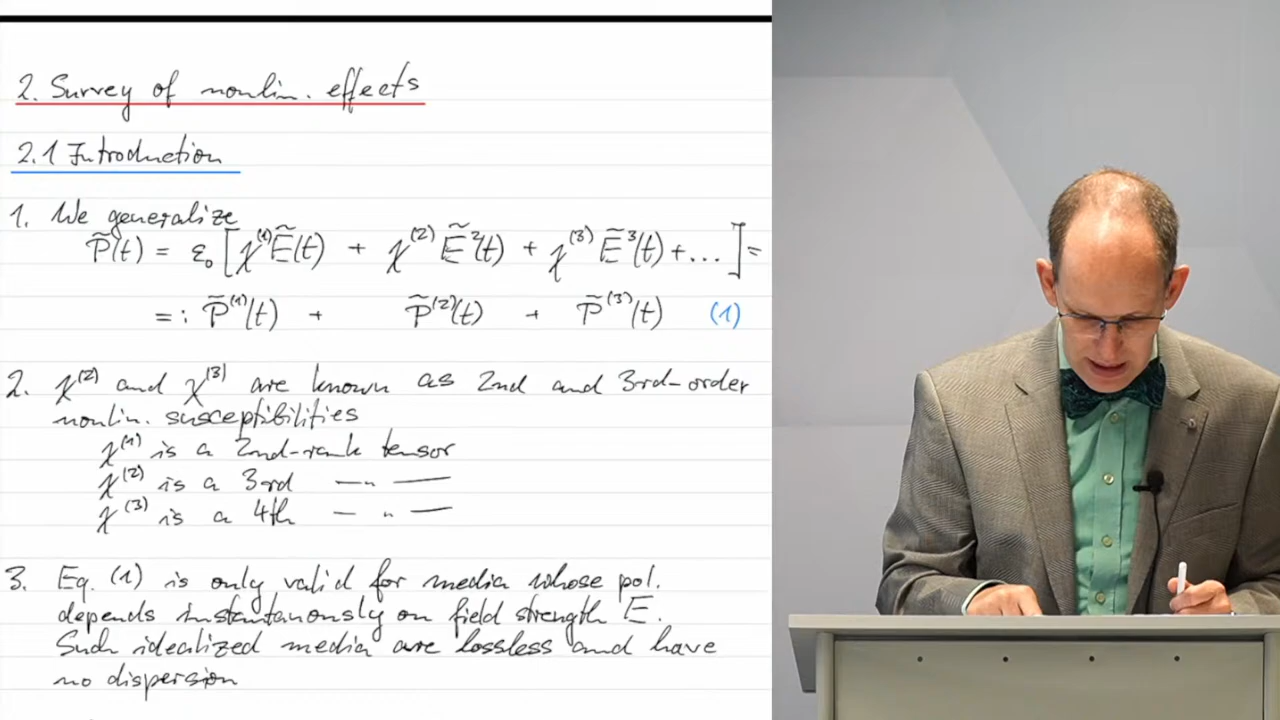 2. Survey of nonlin. effects
2.1 Introduction
1. We generalize
P̃(t) = ε₀ [χ⁽¹⁾Ẽ(t) + χ⁽²⁾ Ẽ²(t) + χ⁽³⁾ Ẽ³(t) + ... ] =
=: P̃⁽¹⁾(t) + P̃⁽²⁾(t) + P̃⁽³⁾(t) (1)
2. χ⁽²⁾ and χ⁽³⁾ are known as 2nd and 3rd-order
nonlin. susceptibilities
χ⁽¹⁾ is a 2nd-rank tensor
χ⁽²⁾ is a 3rd — „ —
χ⁽³⁾ is a 4th — „ —
3. Eq. (1) is only valid for media whose pol.
depends instantanously on field strength E.
Such idealized media are lossless and have
no dispersion